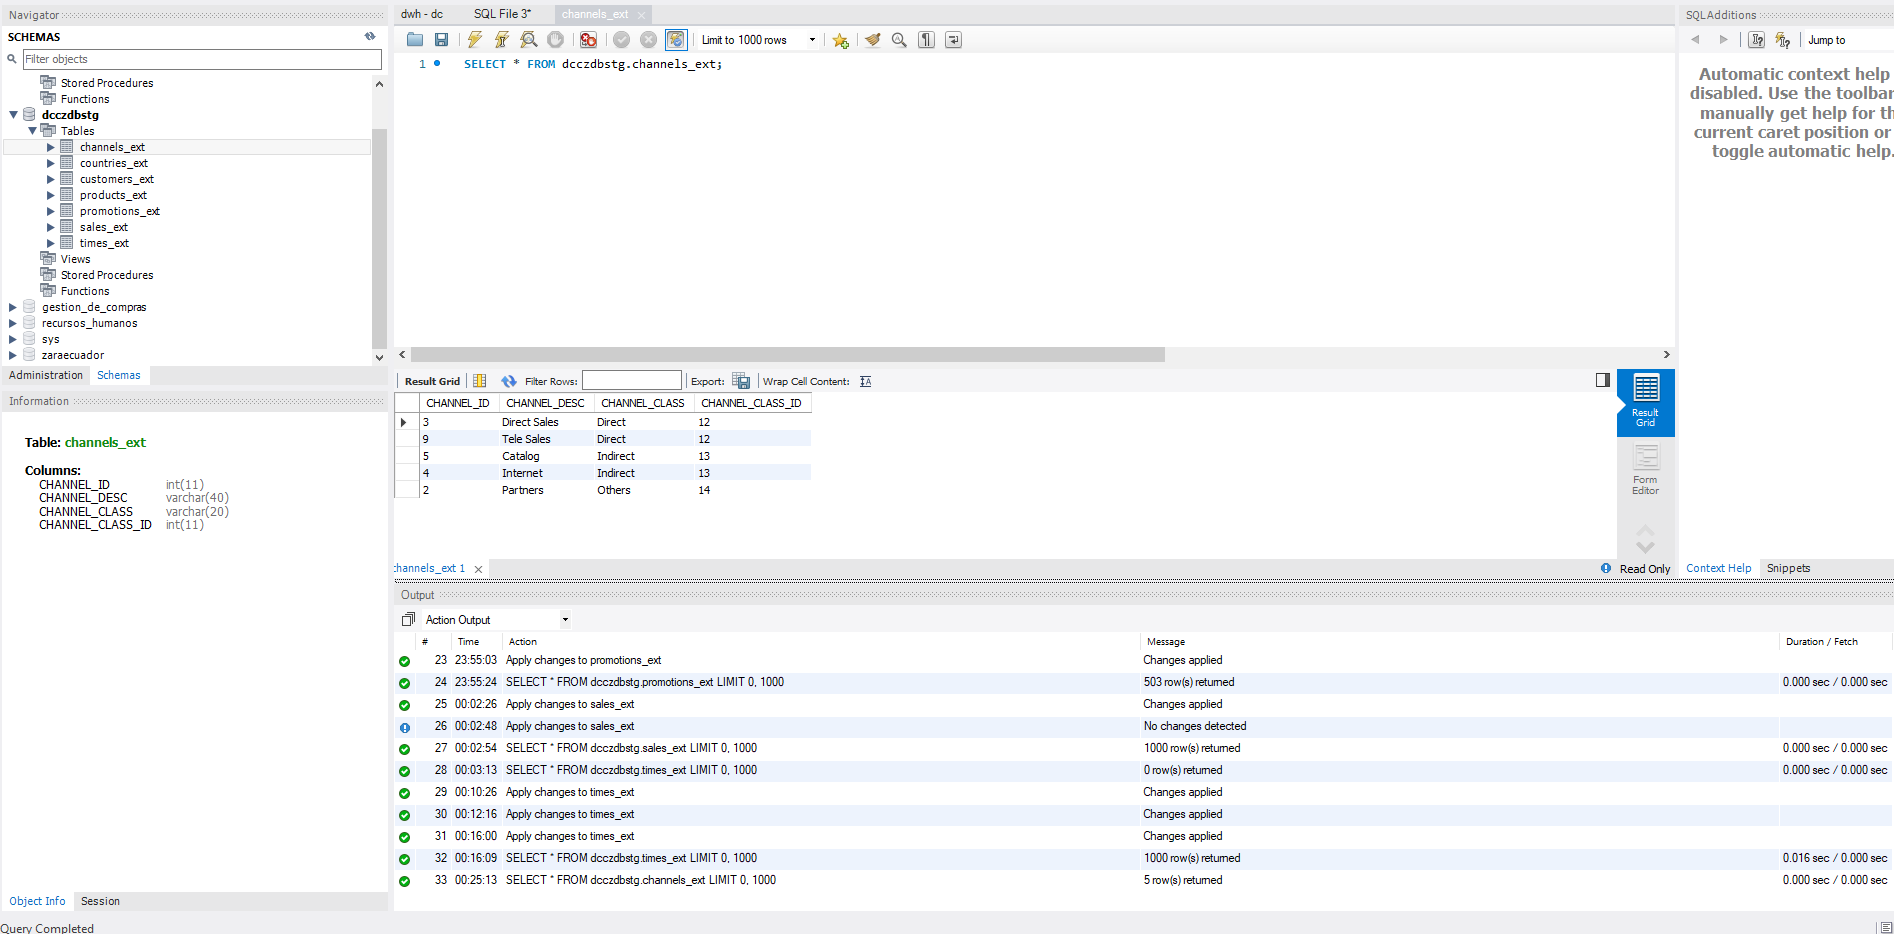 Navigator
SCHEMAS
Filter objects
Stored Procedures
Functions
dcczdbstg
Tables
channels_ext
countries_ext
customers_ext
products_ext
promotions_ext
sales_ext
times_ext
Views
Stored Procedures
Functions
gestion_de_compras
recursos_humanos
sys
zaraecuador
Administration Schemas
Information
Table: channels_ext
Columns:
CHANNEL_ID int(11)
CHANNEL_DESC varchar(40)
CHANNEL_CLASS varchar(20)
CHANNEL_CLASS_ID int(11)
Object Info Session
Query Completed
dwh - dc SQL File 3* channels_ext
Limit to 1000 rows
1 SELECT * FROM dcczdbstg.channels_ext;
Result Grid Filter Rows: Export: Wrap Cell Content:
CHANNEL_ID CHANNEL_DESC CHANNEL_CLASS CHANNEL_CLASS_ID
3 Direct Sales Direct 12
9 Tele Sales Direct 12
5 Catalog Indirect 13
4 Internet Indirect 13
2 Partners Others 14
Result
Grid
Form
Editor
channels_ext 1
Read Only
Output
Action Output
# Time Action Message Duration / Fetch
23 23:55:03 Apply changes to promotions_ext Changes applied
24 23:55:24 SELECT * FROM dcczdbstg.promotions_ext LIMIT 0, 1000 503 row(s) returned 0.000 sec / 0.000 sec
25 00:02:26 Apply changes to sales_ext Changes applied
26 00:02:48 Apply changes to sales_ext No changes detected
27 00:02:54 SELECT * FROM dcczdbstg.sales_ext LIMIT 0, 1000 1000 row(s) returned 0.000 sec / 0.000 sec
28 00:03:13 SELECT * FROM dcczdbstg.times_ext LIMIT 0, 1000 0 row(s) returned 0.000 sec / 0.000 sec
29 00:10:26 Apply changes to times_ext Changes applied
30 00:12:16 Apply changes to times_ext Changes applied
31 00:16:00 Apply changes to times_ext Changes applied
32 00:16:09 SELECT * FROM dcczdbstg.times_ext LIMIT 0, 1000 1000 row(s) returned 0.016 sec / 0.000 sec
33 00:25:13 SELECT * FROM dcczdbstg.channels_ext LIMIT 0, 1000 5 row(s) returned 0.000 sec / 0.000 sec
SQLAdditions
Jump to
Automatic context help
disabled. Use the toolbar
manually get help for th
current caret position or
toggle automatic help.
Context Help Snippets